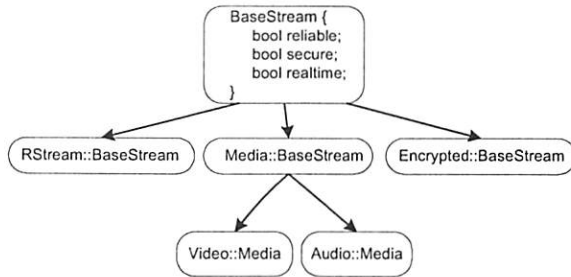 BaseStream {
bool reliable;
bool secure;
bool realtime;
}
RStream::BaseStream
Media::BaseStream
Encrypted::BaseStream
Video::Media
Audio::Media